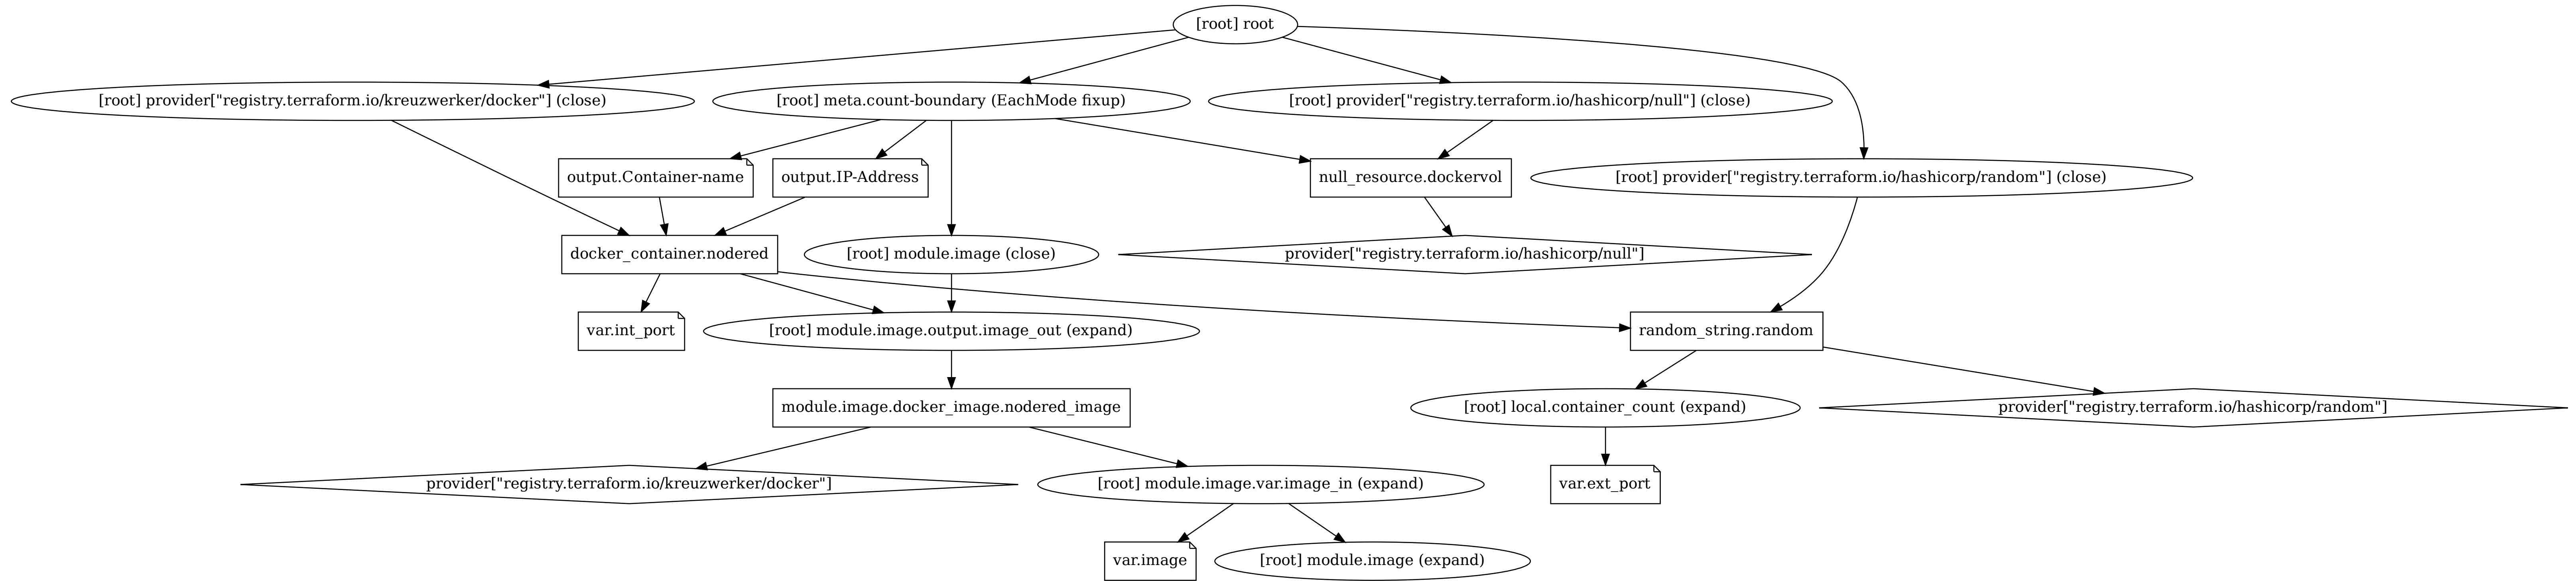 [root] root
[root] provider["registry.terraform.io/kreuzwerker/docker"] (close)
[root] meta.count-boundary (EachMode fixup)
[root] provider["registry.terraform.io/hashicorp/null"] (close)
output.Container-name
output.IP-Address
null_resource.dockervol
[root] provider["registry.terraform.io/hashicorp/random"] (close)
docker_container.nodered
[root] module.image (close)
provider["registry.terraform.io/hashicorp/null"]
var.int_port
[root] module.image.output.image_out (expand)
random_string.random
module.image.docker_image.nodered_image
[root] local.container_count (expand)
provider["registry.terraform.io/hashicorp/random"]
provider["registry.terraform.io/kreuzwerker/docker"]
[root] module.image.var.image_in (expand)
var.ext_port
var.image
[root] module.image (expand)